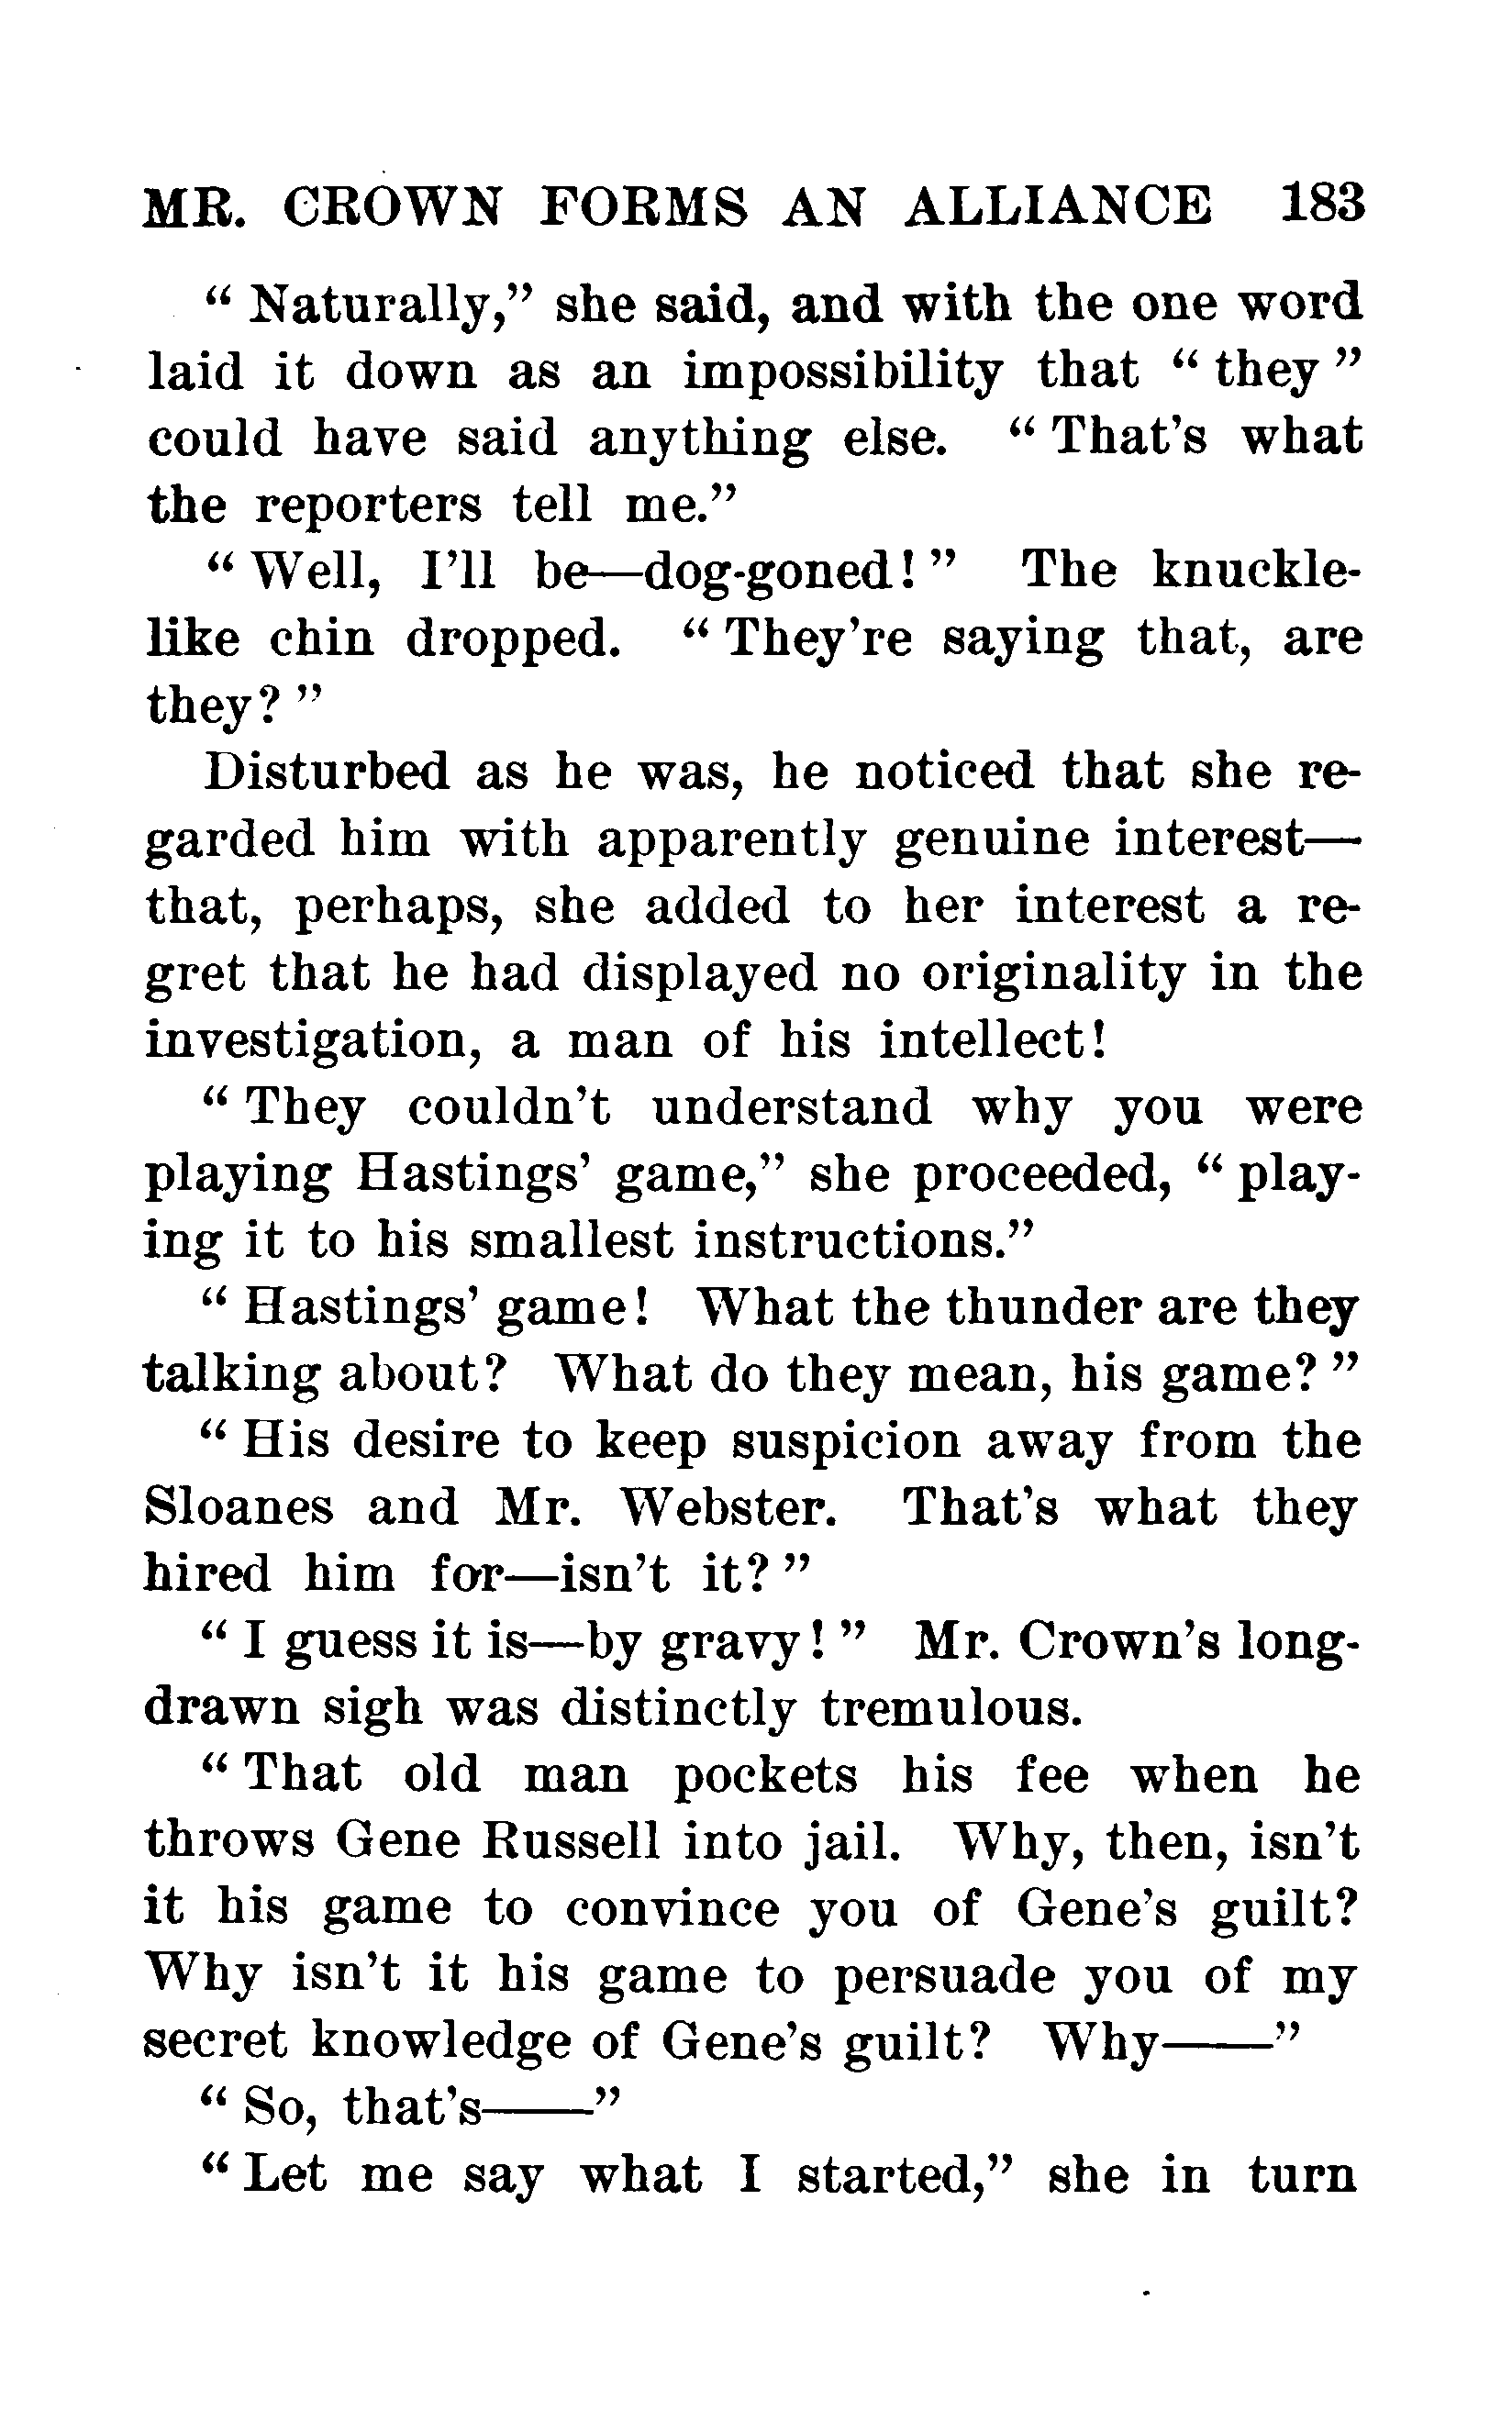 MR. CROWN FORMS AN ALLIANCE 183
" Naturally," she said, and with the one word
laid it down as an impossibility that " they "
could have said anything else. " That's what
the reporters tell me."
" Well, I'll be—dog-goned! " The knuckle-
like chin dropped. " They're saying that, are
they? "
Disturbed as he was, he noticed that she re-
garded him with apparently genuine interest—
that, perhaps, she added to her interest a re-
gret that he had displayed no originality in the
investigation, a man of his intellect!
" They couldn't understand why you were
playing Hastings' game," she proceeded, " play-
ing it to his smallest instructions."
" Hastings' game! What the thunder are they
talking about? What do they mean, his game? "
" His desire to keep suspicion away from the
Sloanes and Mr. Webster. That's what they
hired him for—isn't it? "
" I guess it is—by gravy! " Mr. Crown's long-
drawn sigh was distinctly tremulous.
" That old man pockets his fee when he
throws Gene Russell into jail. Why, then, isn't
it his game to convince you of Gene's guilt?
Why isn't it his game to persuade you of my
secret knowledge of Gene's guilt? Why——"
" So, that's——"
" Let me say what I started," she in turn